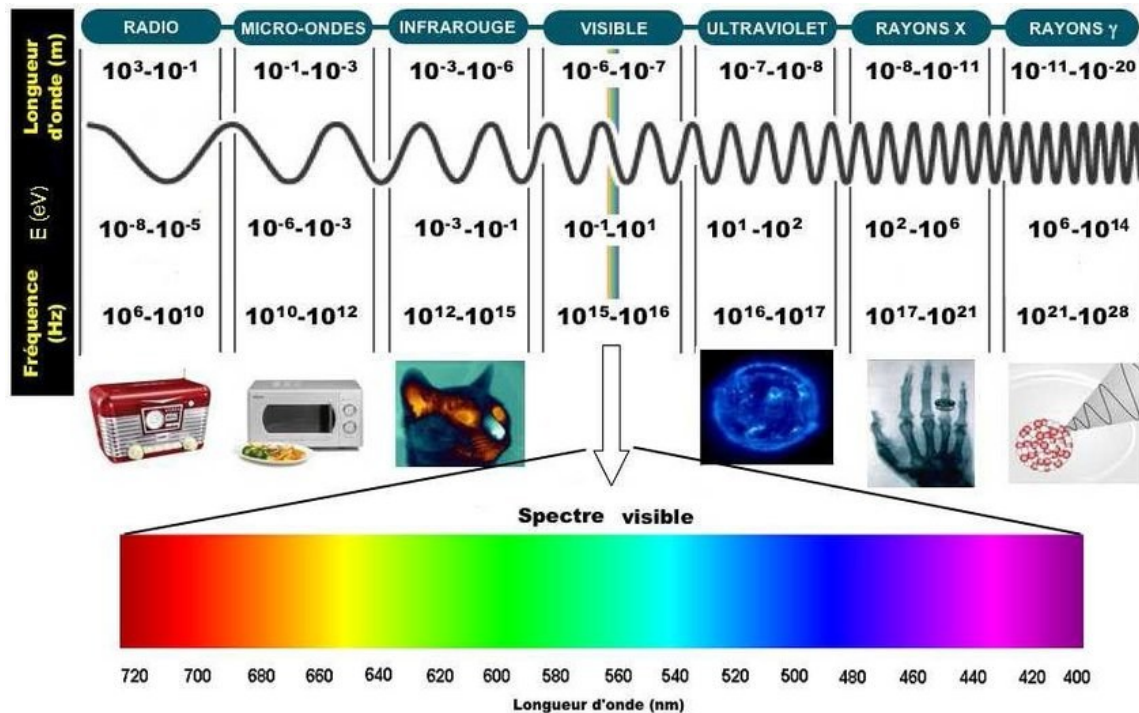 RADIO MICRO-ONDES INFRAROUGE VISIBLE ULTRAVIOLET RAYONS X RAYONS γ
Longueur d'onde (m)
10³-10⁻¹ 10⁻¹-10⁻³ 10⁻³-10⁻⁶ 10⁻⁶-10⁻⁷ 10⁻⁷-10⁻⁸ 10⁻⁸-10⁻¹¹ 10⁻¹¹-10⁻²⁰
E (eV)
10⁻⁸-10⁻⁵ 10⁻⁶-10⁻³ 10⁻³-10⁻¹ 10⁻¹-10¹ 10¹-10² 10²-10⁶ 10⁶-10¹⁴
Fréquence (Hz)
10⁶-10¹⁰ 10¹⁰-10¹² 10¹²-10¹⁵ 10¹⁵-10¹⁶ 10¹⁶-10¹⁷ 10¹⁷-10²¹ 10²¹-10²⁸
Spectre visible
720 700 680 660 640 620 600 580 560 540 520 500 480 460 440 420 400
Longueur d'onde (nm)